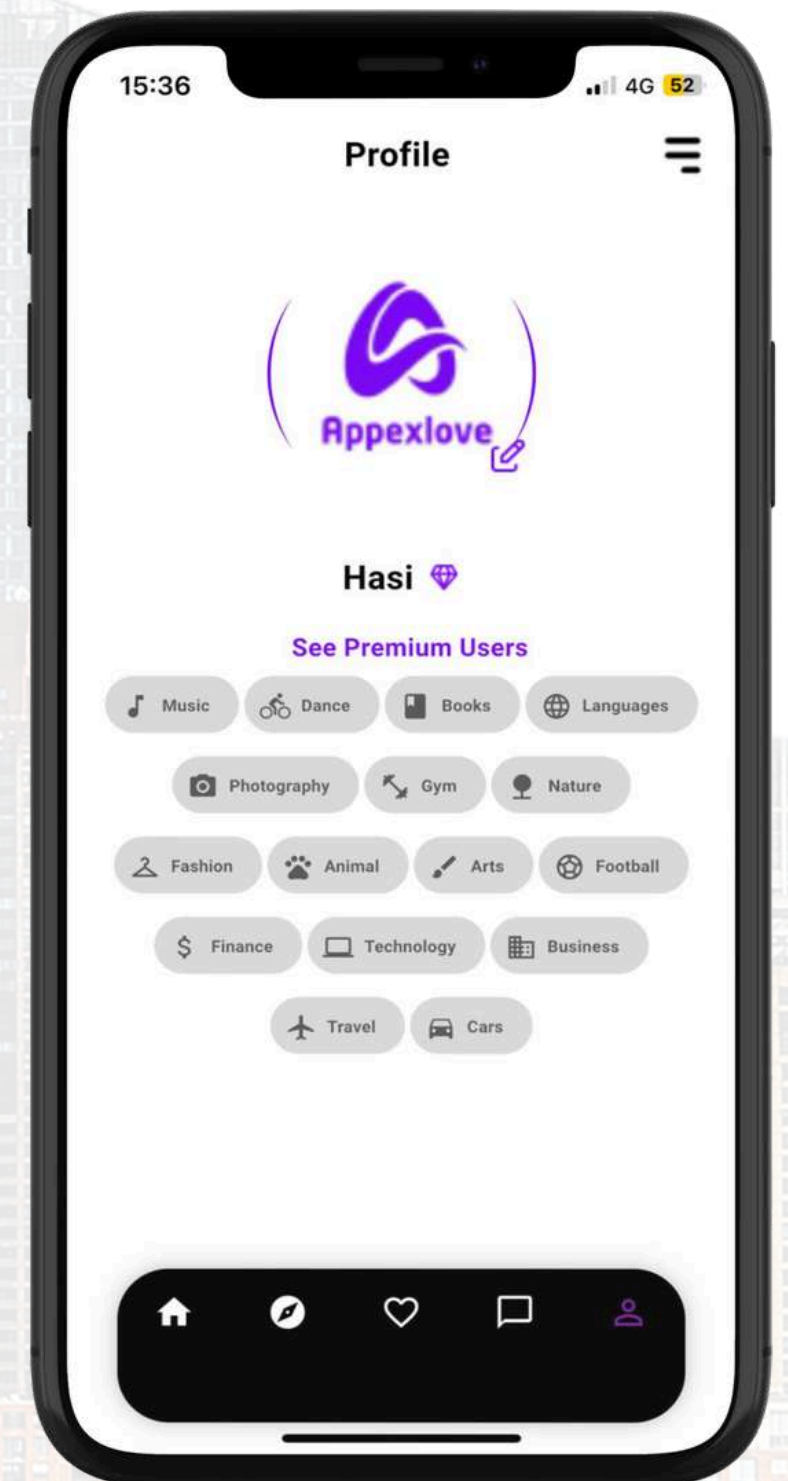 15:36 4G 52
Profile
Appexlove
Hasi
See Premium Users
Music Dance Books Languages
Photography Gym Nature
Fashion Animal Arts Football
$ Finance Technology Business
Travel Cars